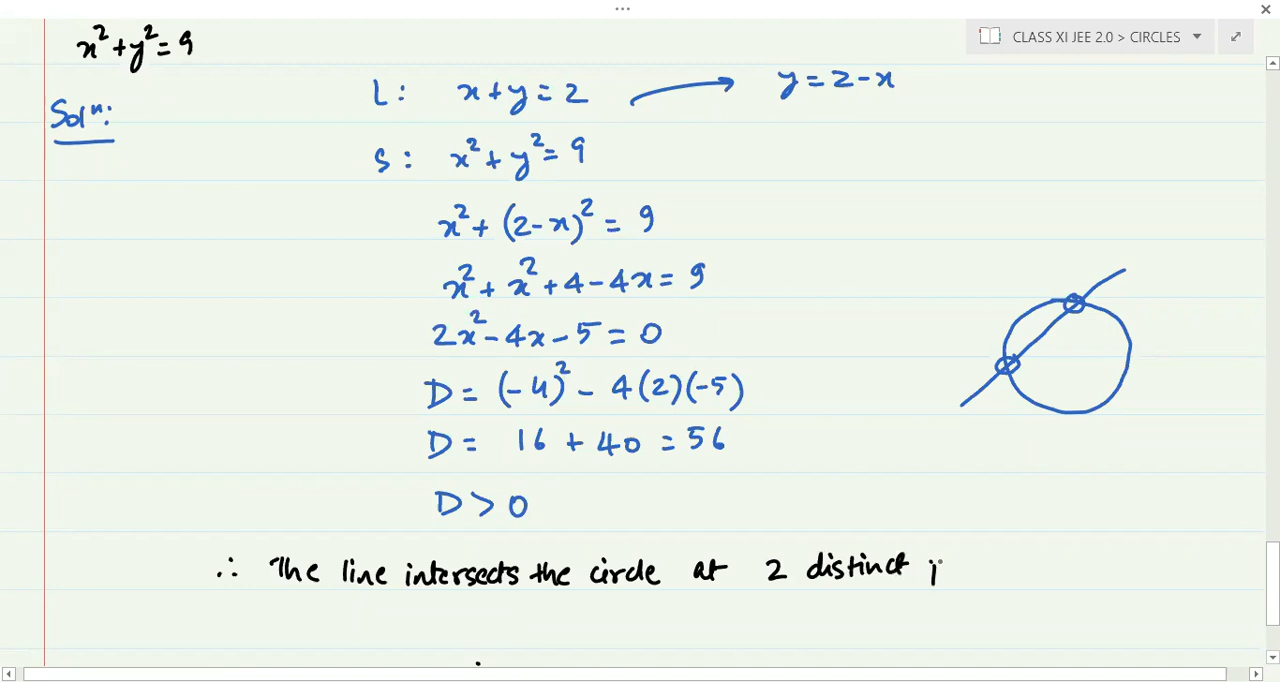 x²+y²=9
CLASS XI JEE 2.0 > CIRCLES
Solⁿ:
L: x+y=2 → y=2-x
S: x²+y²=9
x²+(2-x)²=9
x²+x²+4-4x=9
2x²-4x-5=0
D=(-4)²-4(2)(-5)
D= 16+40=56
D>0
∴ The line intersects the circle at 2 distinct